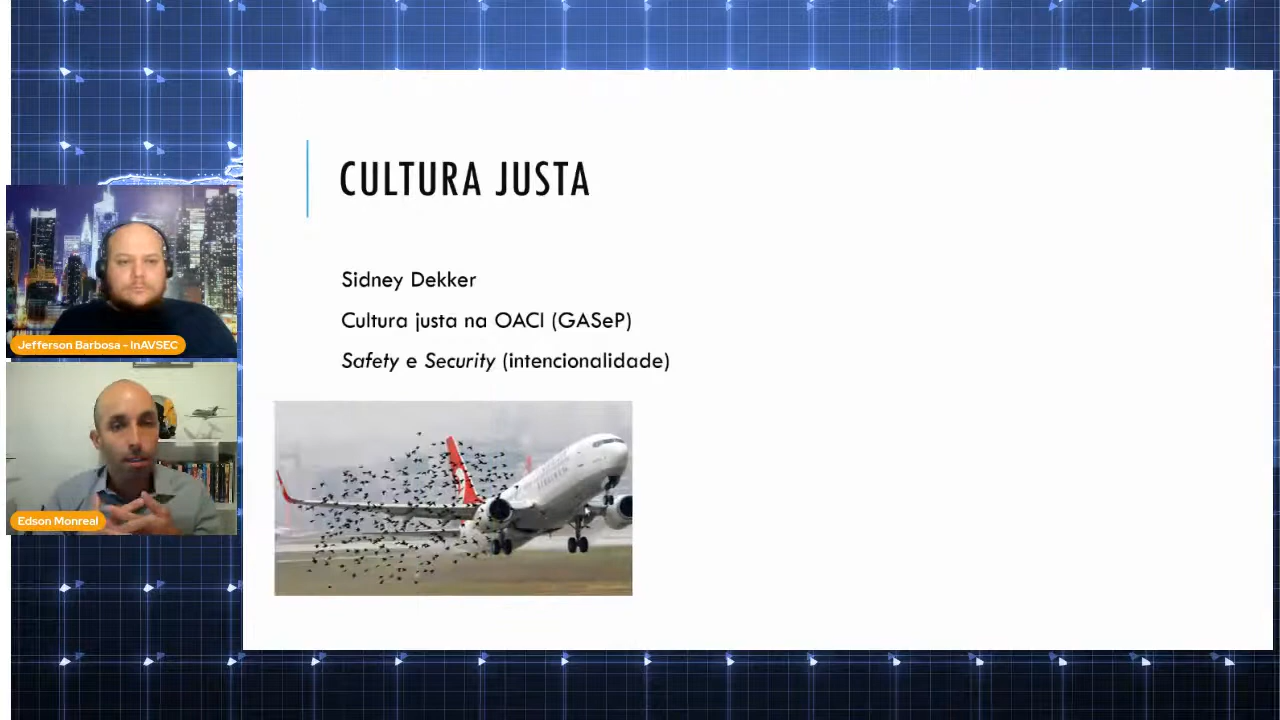 CULTURA JUSTA
Sidney Dekker
Cultura justa na OACI (GASeP)
Safety e Security (intencionalidade)
Jefferson Barbosa - InAVSEC
Edson Monreal